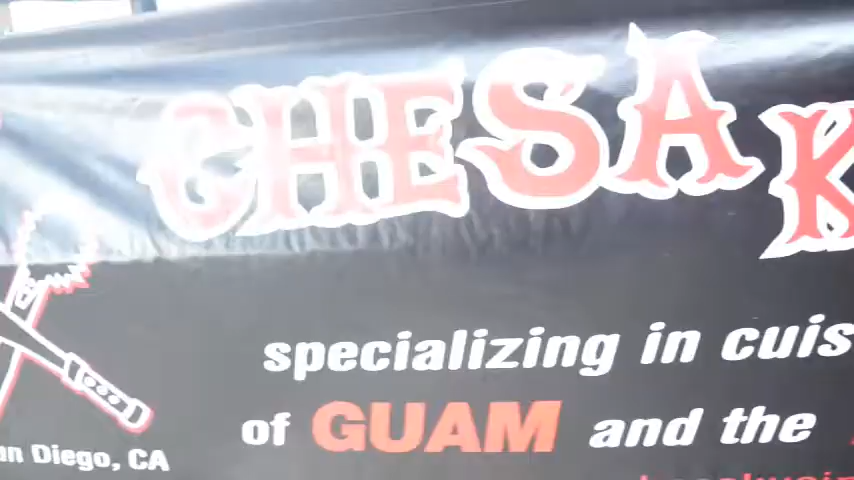 CHESA K
specializing in cuis
of GUAM and the
an Diego, CA